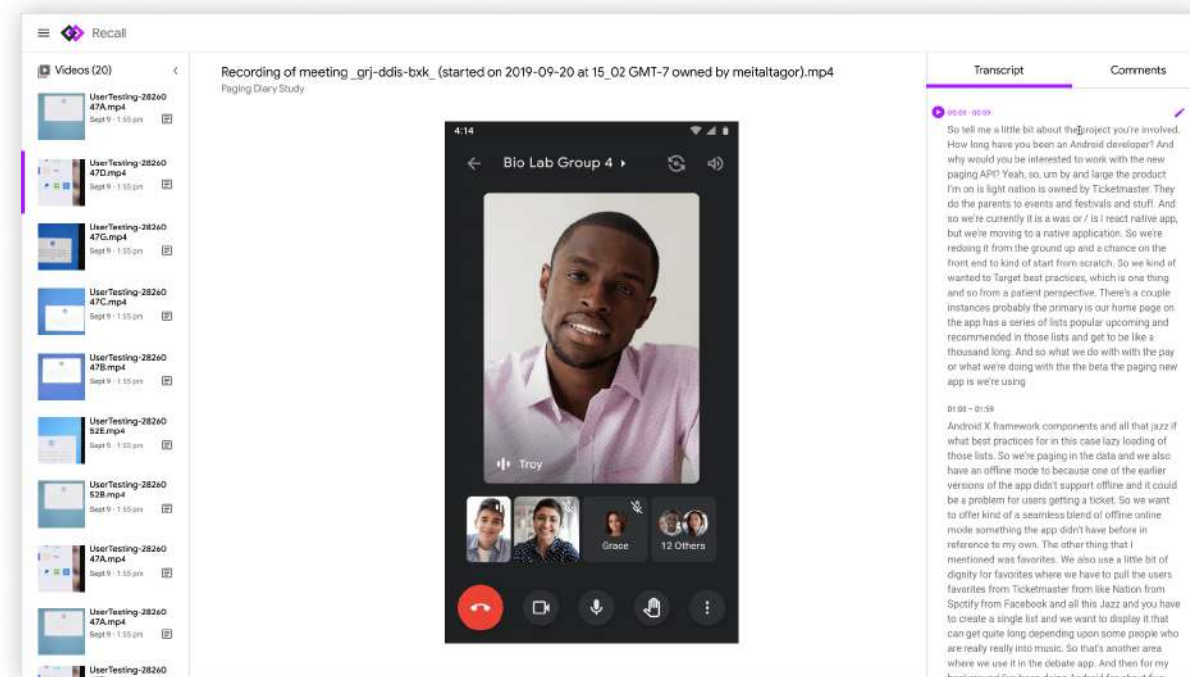 Recall
Videos (20)
UserTesting-28260
47A.mp4
Sept 9 - 1:55 pm
UserTesting-28260
47D.mp4
Sept 9 - 1:55 pm
UserTesting-28260
47G.mp4
Sept 9 - 1:55 pm
UserTesting-28260
47C.mp4
Sept 9 - 1:55 pm
UserTesting-28260
47B.mp4
Sept 9 - 1:55 pm
UserTesting-28260
52E.mp4
Sept 9 - 1:55 pm
UserTesting-28260
52B.mp4
Sept 9 - 1:55 pm
UserTesting-28260
47A.mp4
Sept 9 - 1:55 pm
UserTesting-28260
47A.mp4
Sept 9 - 1:55 pm
UserTesting-28260
Recording of meeting _grj-ddis-bxk_ (started on 2019-09-20 at 15_02 GMT-7 owned by meitaltagor).mp4
Paging Diary Study
4:14
Bio Lab Group 4
Troy
Grace
12 Others
Transcript
Comments
So tell me a little bit about the project you're involved.
How long have you been an Android developer? And
why would you be interested to work with the new
paging API? Yeah, so, um by and large the product
I'm on is light nation is owned by Ticketmaster. They
do the parents to events and festivals and stuff. And
so we're currently it is a was or / is I react native app,
but we're moving to a native application. So we're
redoing it from the ground up and a chance on the
front end to kind of start from scratch. So we kind of
wanted to Target best practices, which is one thing
and so from a patient perspective. There's a couple
instances probably the primary is our home page on
the app has a series of lists popular upcoming and
recommended in those lists and get to be like a
thousand long. And so what we do with with the pay
or what we're doing with the the beta the paging new
app is we're using
01:00 - 01:59
Android X framework components and all that jazz if
what best practices for in this case lazy loading of
those lists. So we're paging in the data and we also
have an offline mode to because one of the earlier
versions of the app didn't support offline and it could
be a problem for users getting a ticket. So we want
to offer kind of a seamless blend of offline online
mode something the app didn't have before in
reference to my own. The other thing that I
mentioned was favorites. We also use a little bit of
dignity for favorites where we have to pull the users
favorites from Ticketmaster from like Nation from
Spotify from Facebook and all this Jazz and you have
to create a single list and we want to display it that
can get quite long depending upon some people who
are really really into music. So that's another area
where we use it in the debate app. And then for my